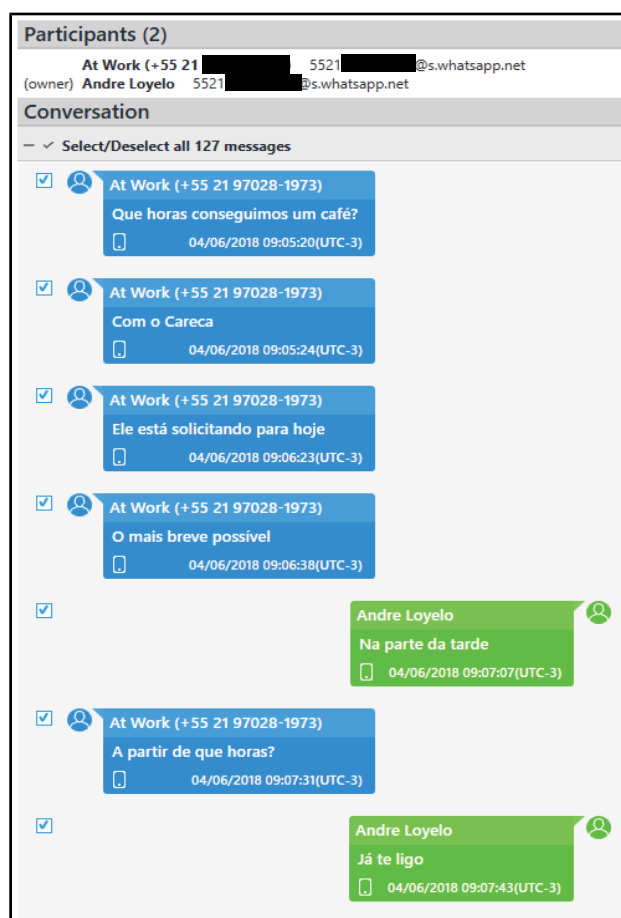 Participants (2)
At Work (+55 21 ) 5521 @s.whatsapp.net
(owner) Andre Loyelo 5521 @s.whatsapp.net
Conversation
Select/Deselect all 127 messages
At Work (+55 21 97028-1973)
Que horas conseguimos um café?
04/06/2018 09:05:20(UTC-3)
At Work (+55 21 97028-1973)
Com o Careca
04/06/2018 09:05:24(UTC-3)
At Work (+55 21 97028-1973)
Ele está solicitando para hoje
04/06/2018 09:06:23(UTC-3)
At Work (+55 21 97028-1973)
O mais breve possível
04/06/2018 09:06:38(UTC-3)
Andre Loyelo
Na parte da tarde
04/06/2018 09:07:07(UTC-3)
At Work (+55 21 97028-1973)
A partir de que horas?
04/06/2018 09:07:31(UTC-3)
Andre Loyelo
Já te ligo
04/06/2018 09:07:43(UTC-3)